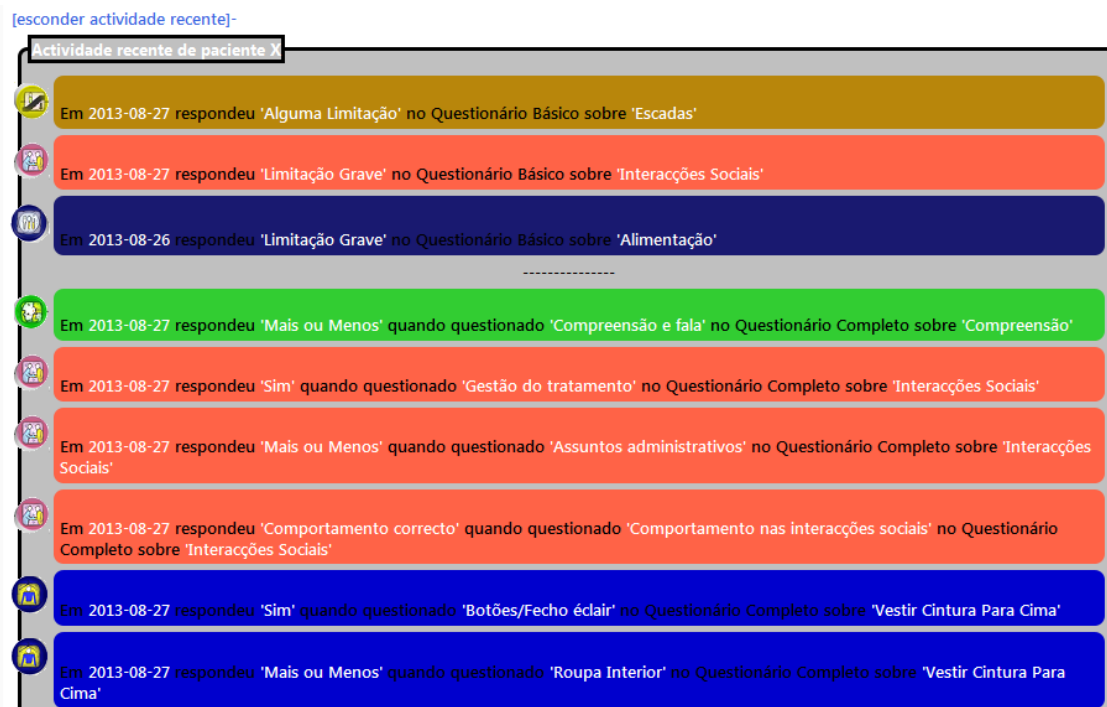 [esconder actividade recente]-
Actividade recente de paciente X
Em 2013-08-27 respondeu 'Alguma Limitação' no Questionário Básico sobre 'Escadas'
Em 2013-08-27 respondeu 'Limitação Grave' no Questionário Básico sobre 'Interacções Sociais'
Em 2013-08-26 respondeu 'Limitação Grave' no Questionário Básico sobre 'Alimentação'
---------------
Em 2013-08-27 respondeu 'Mais ou Menos' quando questionado 'Compreensão e fala' no Questionário Completo sobre 'Compreensão'
Em 2013-08-27 respondeu 'Sim' quando questionado 'Gestão do tratamento' no Questionário Completo sobre 'Interacções Sociais'
Em 2013-08-27 respondeu 'Mais ou Menos' quando questionado 'Assuntos administrativos' no Questionário Completo sobre 'Interacções
Sociais'
Em 2013-08-27 respondeu 'Comportamento correcto' quando questionado 'Comportamento nas interacções sociais' no Questionário
Completo sobre 'Interacções Sociais'
Em 2013-08-27 respondeu 'Sim' quando questionado 'Botões/Fecho éclair' no Questionário Completo sobre 'Vestir Cintura Para Cima'
Em 2013-08-27 respondeu 'Mais ou Menos' quando questionado 'Roupa Interior' no Questionário Completo sobre 'Vestir Cintura Para
Cima'